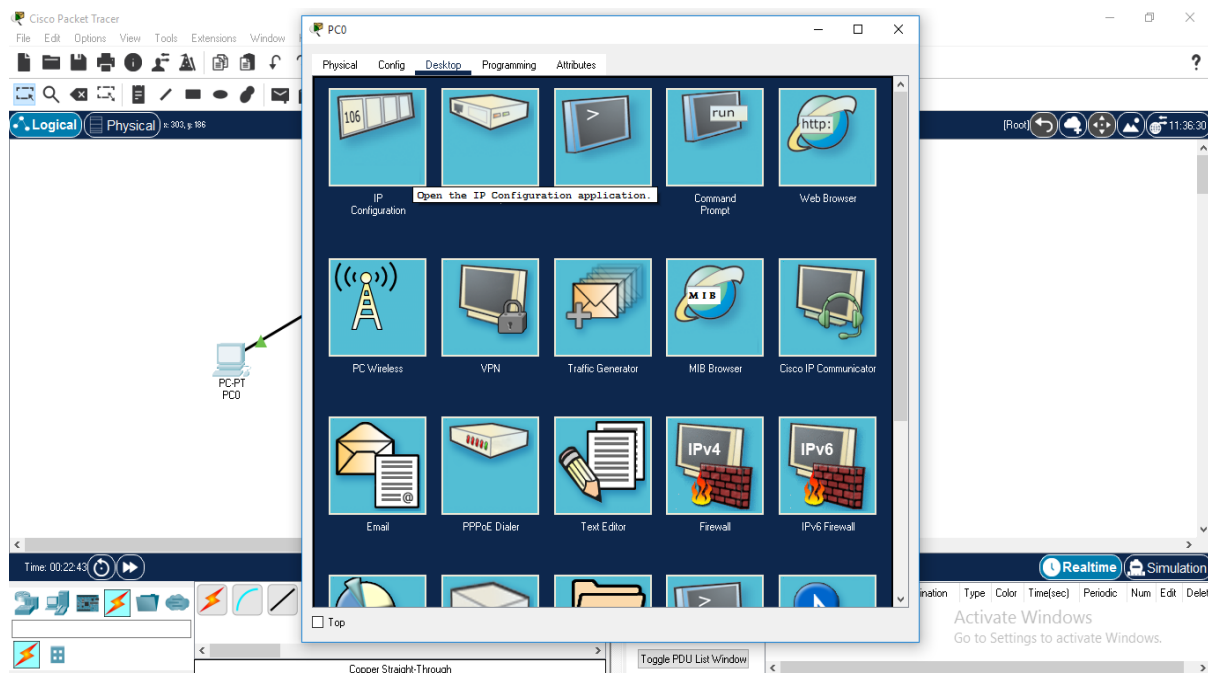 Cisco Packet Tracer
File Edit Options View Tools Extensions Window
PC0
Physical Config Desktop Programming Attributes
?
Logical Physical x: 303, y: 186
[Root] 11:36:30
106
>
run
http:
IP Configuration
Open the IP Configuration application.
Command Prompt
Web Browser
MIB
PC Wireless
VPN
Traffic Generator
MIB Browser
Cisco IP Communicator
PC-PT
PC0
@
IPv4
IPv6
Email
PPPoE Dialer
Text Editor
Firewall
IPv6 Firewall
>
Time: 00:22:43
Realtime
Simulation
Top
Type Color Time(sec) Periodic Num Edit
Activate Windows
Go to Settings to activate Windows.
Toggle PDU List Window
Copper Straight-Through